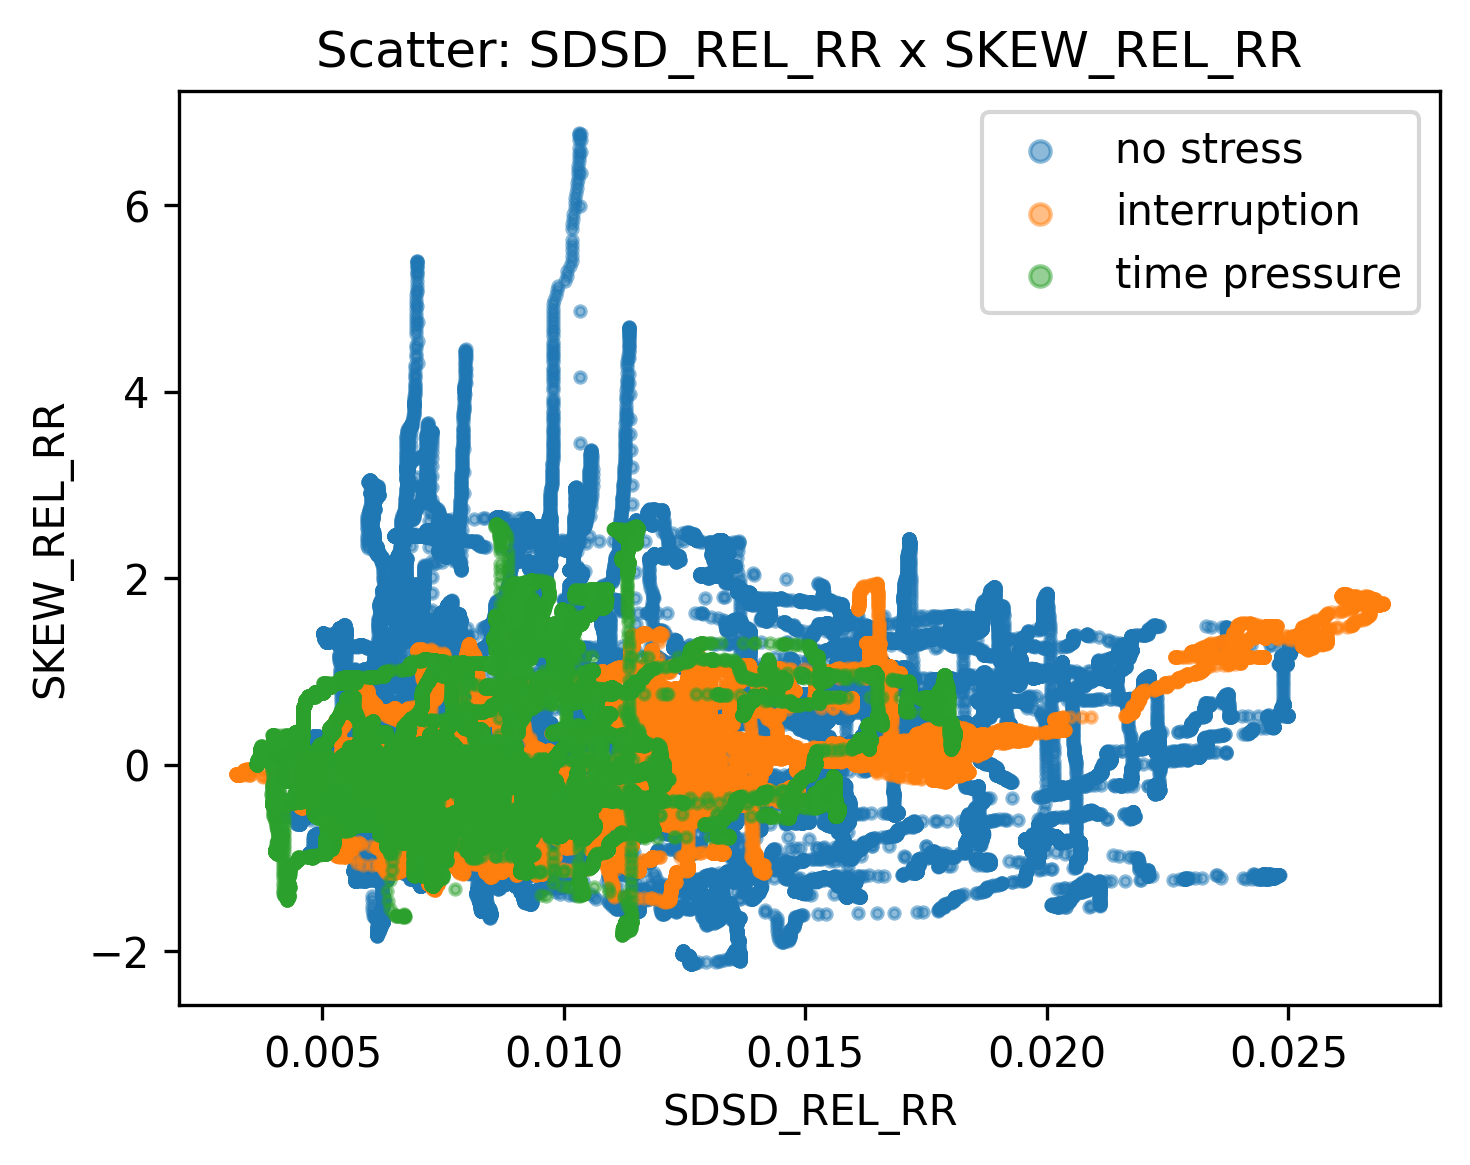 Scatter: SDSD_REL_RR x SKEW_REL_RR
no stress
interruption
time pressure
SKEW_REL_RR
6
4
2
0
−2
0.005 0.010 0.015 0.020 0.025
SDSD_REL_RR